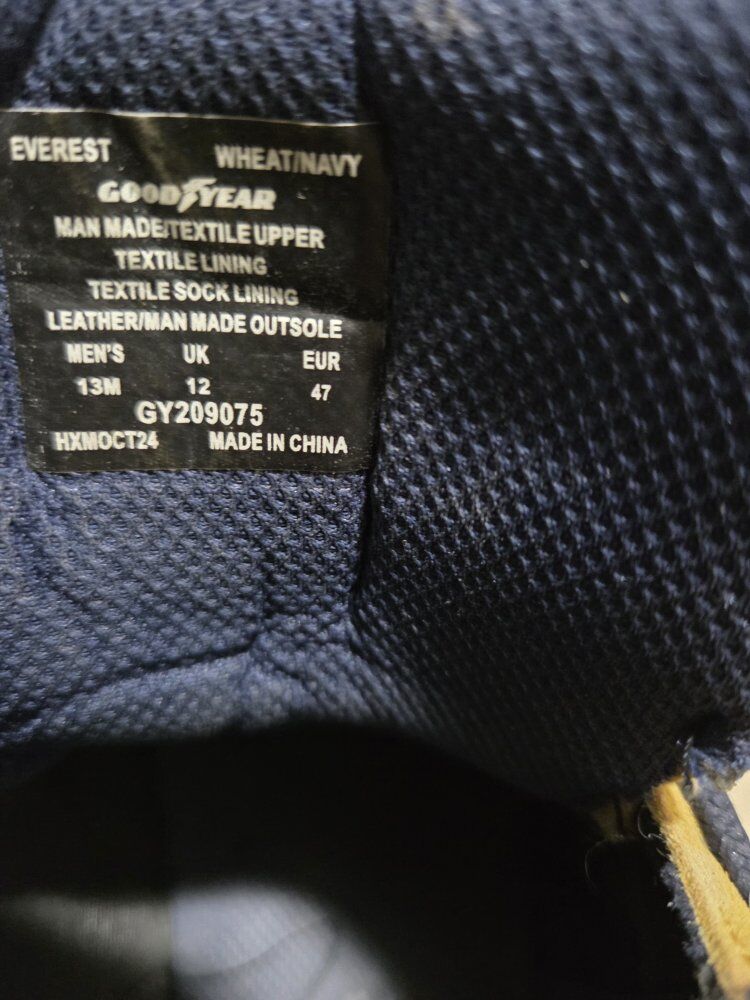 EVEREST WHEAT/NAVY
GOODYEAR
MAN MADE/TEXTILE UPPER
TEXTILE LINING
TEXTILE SOCK LINING
LEATHER/MAN MADE OUTSOLE
MEN'S UK EUR
13M 12 47
GY209075
HXMOCT24 MADE IN CHINA